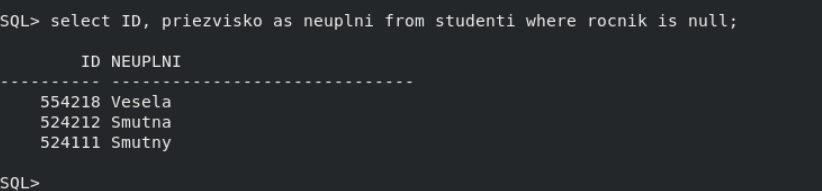 SQL> select ID, priezvisko as neuplni from studenti where rocnik is null;
        ID NEUPLNI
---------- ------------------------------
    554218 Vesela
    524212 Smutna
    524111 Smutny
SQL>